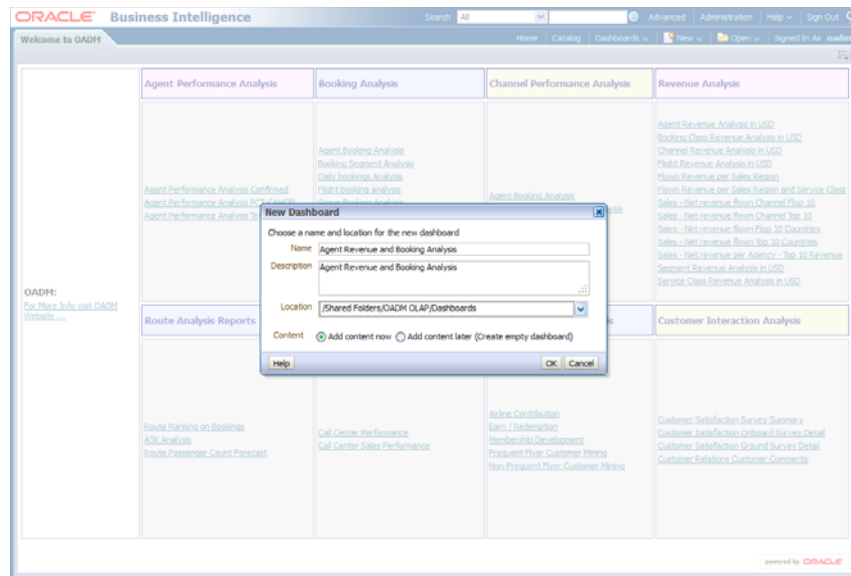 ORACLE Business Intelligence
Search All
Advanced Administration Help Sign Out
Welcome to OADM
Home Catalog Dashboards New Open Signed In As oadm
Agent Performance Analysis
Booking Analysis
Channel Performance Analysis
Revenue Analysis
Agent Performance Analysis Confirmed
Agent Performance Analysis PCT
Agent Performance Analysis
Agent Booking Analysis
Booking Segment Analysis
Daily bookings Analysis
Flight booking analysis
Agent Booking Analysis
Agent Revenue Analysis in USD
Booking Class Revenue Analysis in USD
Channel Revenue Analysis in USD
Flight Revenue Analysis in USD
Flown Revenue per Sales Region
Flown Revenue per Sales Region and Service Class
Sales - Net revenue flown Channel Flop 10
Sales - Net revenue flown Channel Top 10
Sales - Net revenue flown Flop 10 Countries
Sales - Net revenue flown Top 10 Countries
Sales - Net revenue per Agency - Top 10 Revenue
Segment Revenue Analysis in USD
Service Class Revenue Analysis in USD
New Dashboard
Choose a name and location for the new dashboard
Name Agent Revenue and Booking Analysis
Description Agent Revenue and Booking Analysis
Location /Shared Folders/OADM OLAP/Dashboards
Content Add content now Add content later (Create empty dashboard)
Help OK Cancel
OADM:
For More Info visit OADM
Website ...
Route Analysis Reports
Customer Interaction Analysis
Route Ranking on Bookings
ASK Analysis
Route Passenger Count Forecast
Call Center Performance
Call Center Sales Performance
Airline Contribution
Earn / Redemption
Membership Development
Frequent Flyer Customer Mining
Non-Frequent Flyer Customer Mining
Customer Satisfaction Survey Summary
Customer Satisfaction Onboard Survey Detail
Customer Satisfaction Ground Survey Detail
Customer Relations Customer Comments
powered by ORACLE